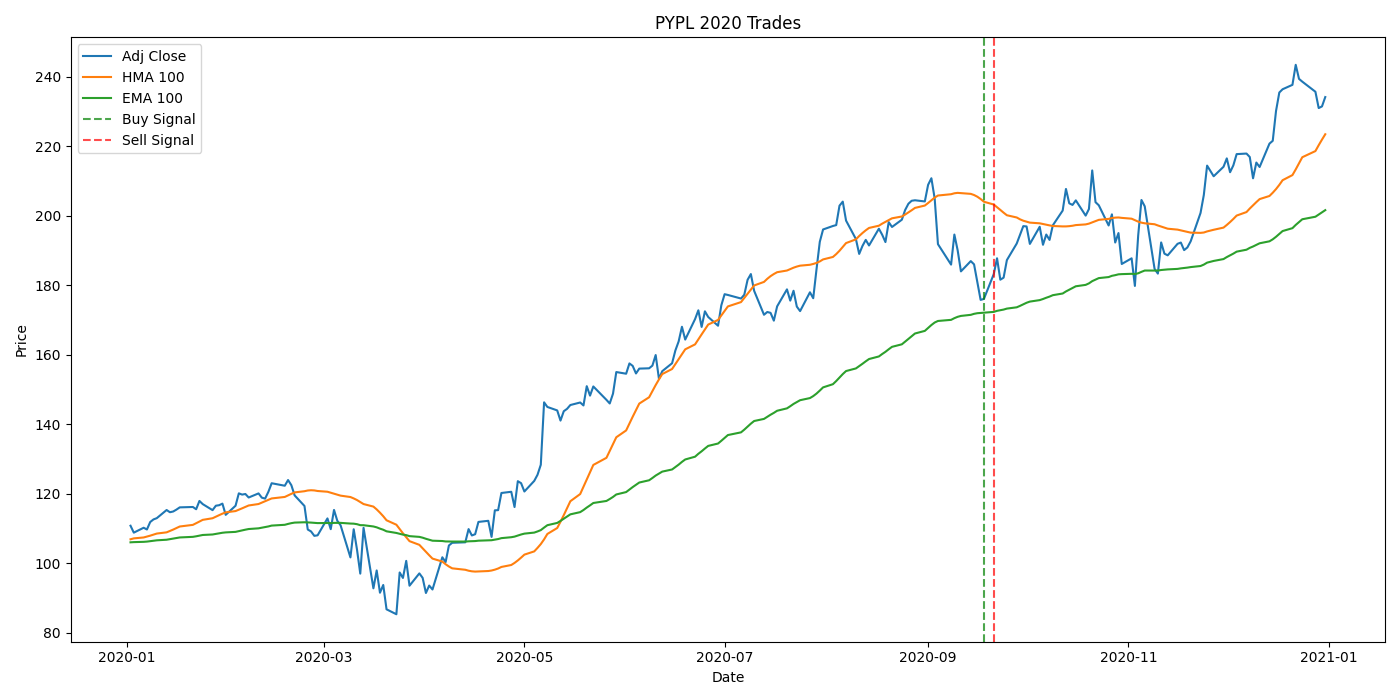 PYPL 2020 Trades
Adj Close
HMA 100
EMA 100
Buy Signal
Sell Signal
Price
240
220
200
180
160
140
120
100
80
2020-01
2020-03
2020-05
2020-07
2020-09
2020-11
2021-01
Date